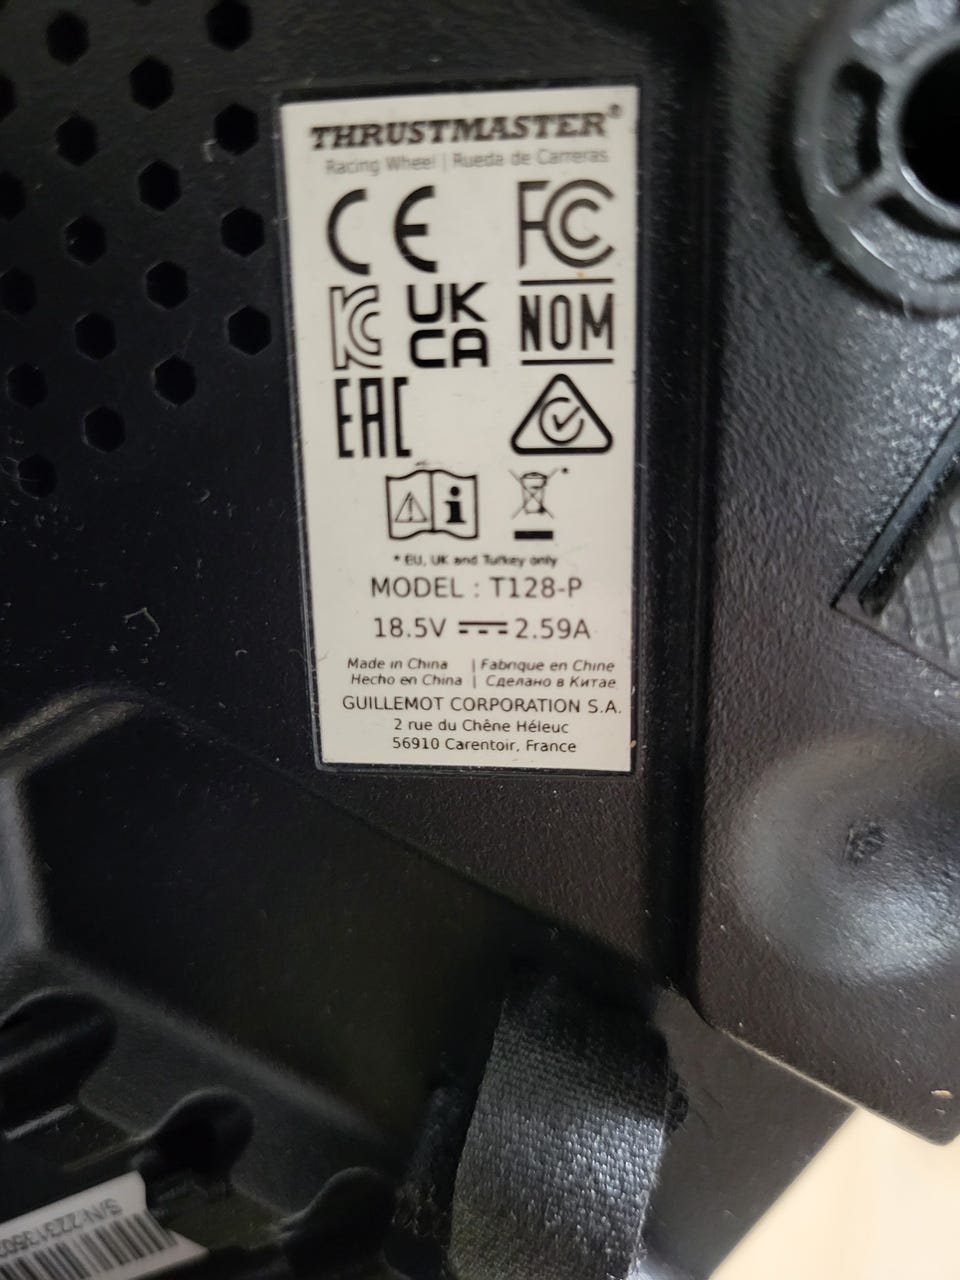 THRUSTMASTER®
Racing Wheel | Rueda de Carreras
CE FC
KC UK CA NOM
EAC
* EU, UK and Turkey only
MODEL : T128-P
18.5V 2.59A
Made in China | Fabriqué en Chine
Hecho en China | Сделано в Китае
GUILLEMOT CORPORATION S.A.
2 rue du Chêne Héleuc
56910 Carentoir, France